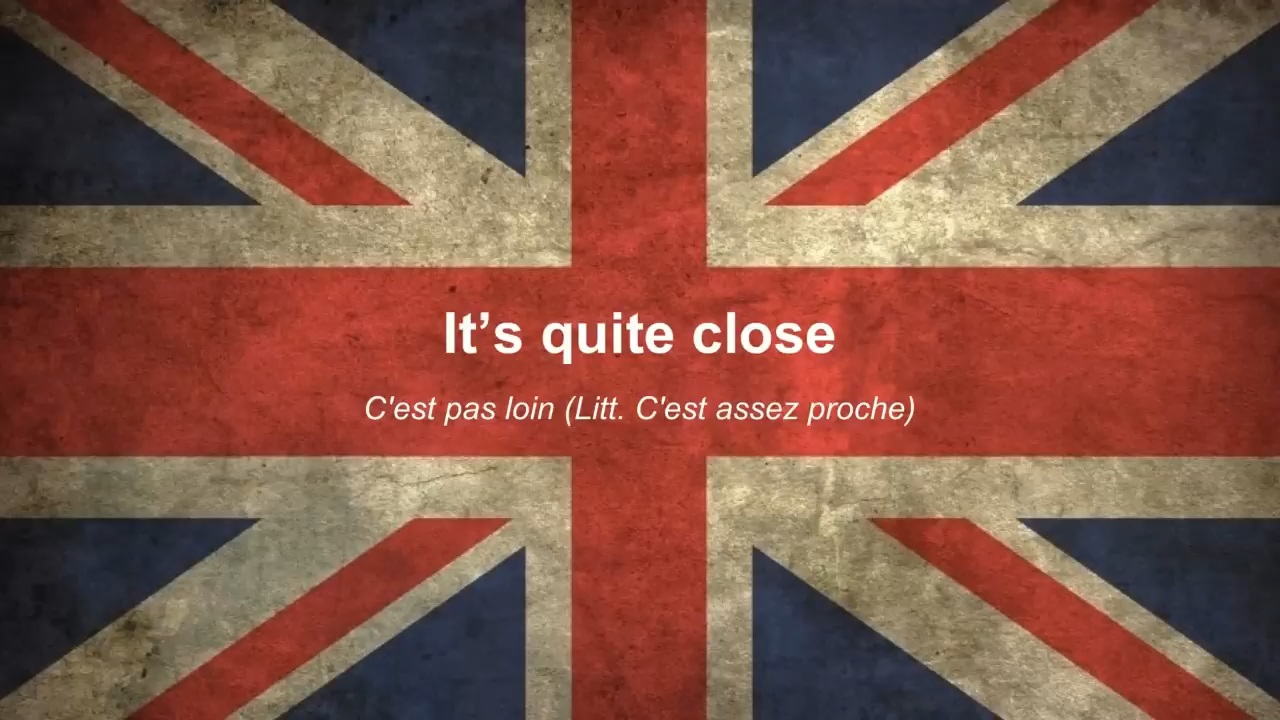 It’s quite close
C'est pas loin (Litt. C'est assez proche)